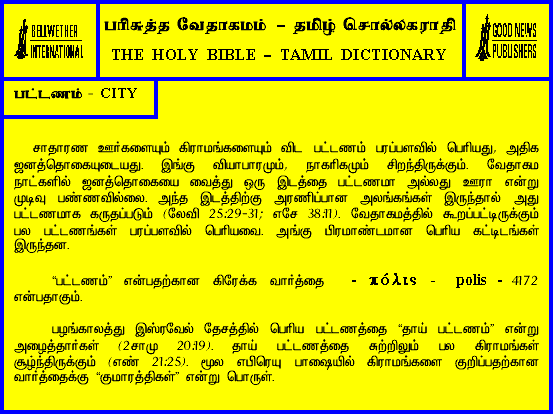 BELLWETHER
INTERNATIONAL
பரிசுத்த வேதாகமம் – தமிழ் சொல்லகராதி
THE HOLY BIBLE – TAMIL DICTIONARY
GOOD NEWS
PUBLISHERS
பட்டணம் - CITY
சாதாரண ஊர்களையும் கிராமங்களையும் விட பட்டணம் பரப்பளவில் பெரியது, அதிக
ஜனத்தொகையுடையது. இங்கு வியாபாரமும், நாகரிகமும் சிறந்திருக்கும். வேதாகம
நாட்களில் ஜனத்தொகையை வைத்து ஒரு இடத்தை பட்டணமா அல்லது ஊரா என்று
முடிவு பண்ணவில்லை. அந்த இடத்திற்கு அரணிப்பான அலங்கங்கள் இருந்தால் அது
பட்டணமாக கருதப்படும் (லேவி 25:29-31; எசே 38:11). வேதாகமத்தில் கூறப்பட்டிருக்கும்
பல பட்டணங்கள் பரப்பளவில் பெரியவை. அங்கு பிரமாண்டமான பெரிய கட்டிடங்கள்
இருந்தன.
“பட்டணம்” என்பதற்கான கிரேக்க வார்த்தை - πόλις - polis - 4172
என்பதாகும்.
பழங்காலத்து இஸ்ரவேல் தேசத்தில் பெரிய பட்டணத்தை “தாய் பட்டணம்” என்று
அழைத்தார்கள் (2சாமு 20:19). தாய் பட்டணத்தை சுற்றிலும் பல கிராமங்கள்
சூழ்ந்திருக்கும் (எண் 21:25). மூல எபிரெயு பாஷையில் கிராமங்களை குறிப்பதற்கான
வார்த்தைக்கு “குமாரத்திகள்” என்று பொருள்.